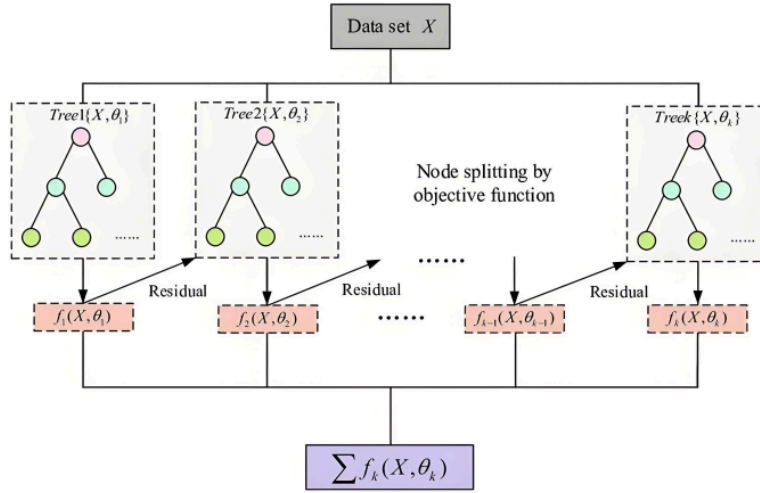 Data set X
Tree1{X,θ₁}
Tree2{X,θ₂}
Treek{X,θₖ}
Node splitting by
objective function
......
......
......
......
Residual
Residual
Residual
f₁(X,θ₁)
f₂(X,θ₂)
......
fₖ₋₁(X,θₖ₋₁)
fₖ(X,θₖ)
∑fₖ(X,θₖ)